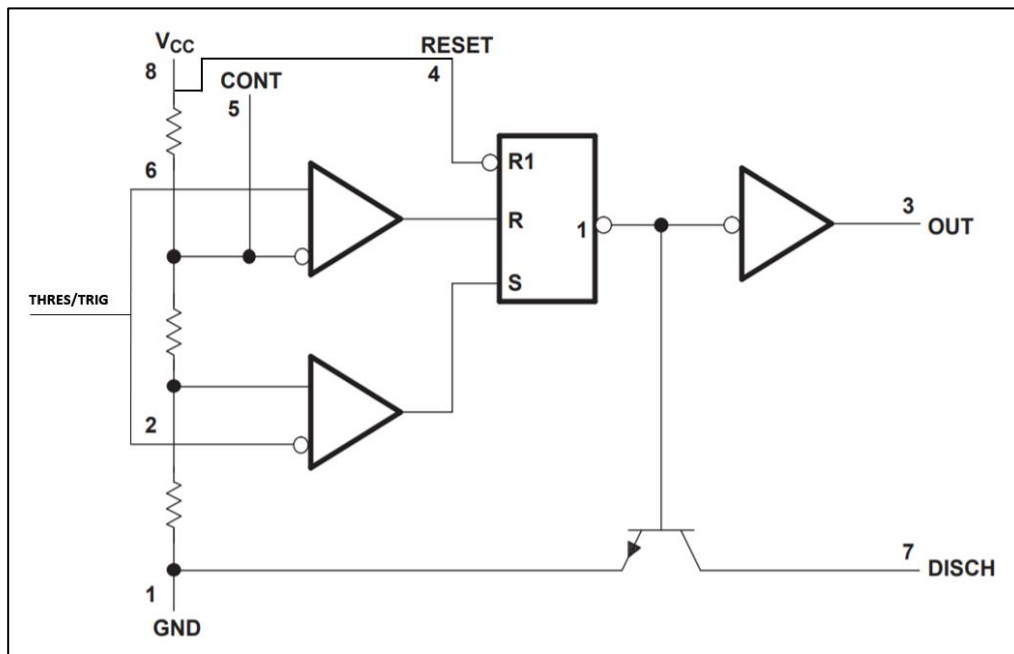 VCC
8
RESET
4
CONT
5
6
R1
R
1
S
3
OUT
THRES/TRIG
2
7
DISCH
1
GND